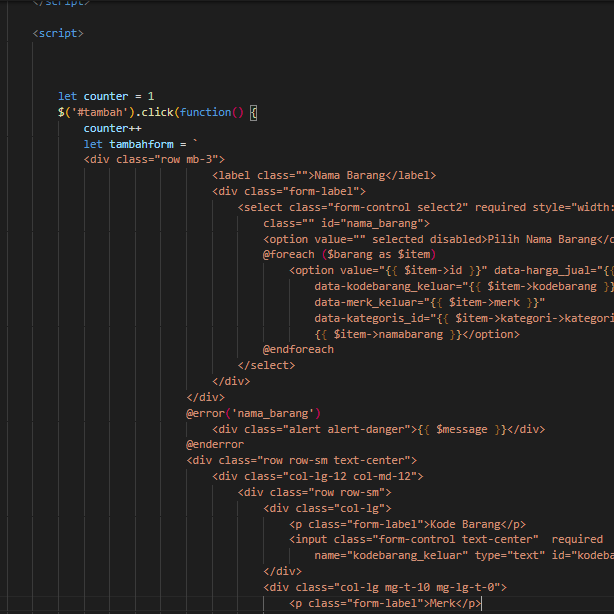 </script>
<script>
let counter = 1
$('#tambah').click(function() {
counter++
let tambahform = `
<div class="row mb-3">
<label class="">Nama Barang</label>
<div class="form-label">
<select class="form-control select2" required style="width:
class="" id="nama_barang">
<option value="" selected disabled>Pilih Nama Barang</o
@foreach ($barang as $item)
<option value="{{ $item->id }}" data-harga_jual="{{
data-kodebarang_keluar="{{ $item->kodebarang }}
data-merk_keluar="{{ $item->merk }}"
data-kategoris_id="{{ $item->kategori->kategori
{{ $item->namabarang }}</option>
@endforeach
</select>
</div>
</div>
@error('nama_barang')
<div class="alert alert-danger">{{ $message }}</div>
@enderror
<div class="row row-sm text-center">
<div class="col-lg-12 col-md-12">
<div class="row row-sm">
<div class="col-lg">
<p class="form-label">Kode Barang</p>
<input class="form-control text-center"  required
name="kodebarang_keluar" type="text" id="kodeba
</div>
<div class="col-lg mg-t-10 mg-lg-t-0">
<p class="form-label">Merk</p>